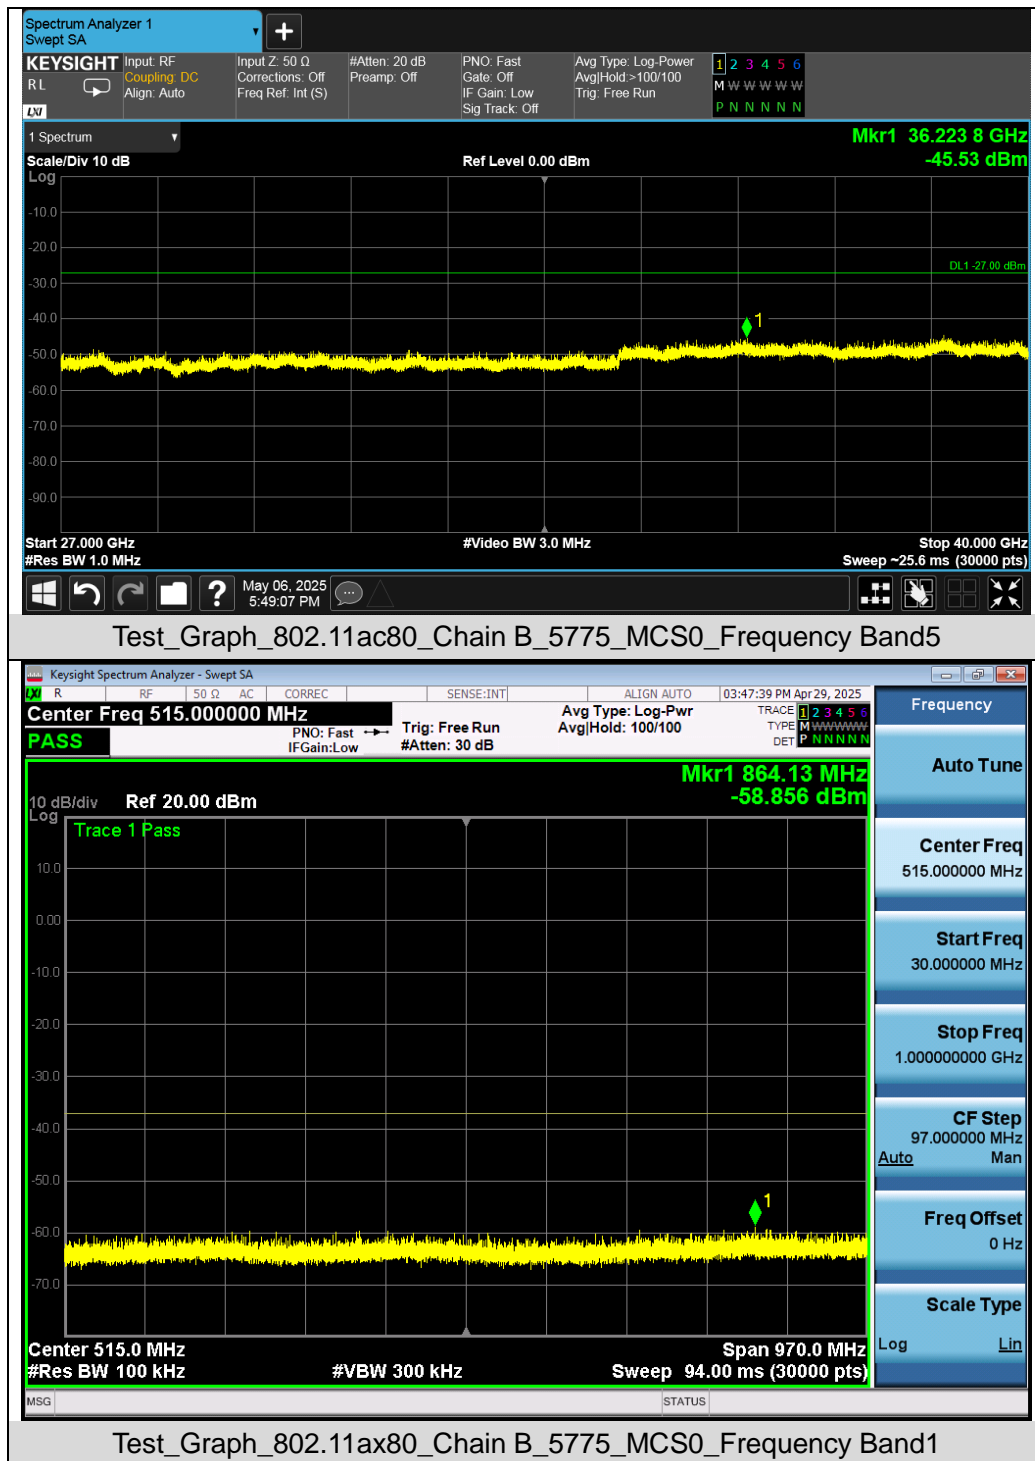 Spectrum Analyzer 1
Swept SA
+
KEYSIGHT
R L
LXI
Input: RF
Coupling: DC
Align: Auto
Input Z: 50 Ω
Corrections: Off
Freq Ref: Int (S)
#Atten: 20 dB
Preamp: Off
PNO: Fast
Gate: Off
IF Gain: Low
Sig Track: Off
Avg Type: Log-Power
Avg|Hold:>100/100
Trig: Free Run
1 2 3 4 5 6
M W W W W W
P N N N N N
1 Spectrum
Mkr1 36.223 8 GHz
Scale/Div 10 dB
Ref Level 0.00 dBm
-45.53 dBm
Log
-10.0
-20.0
DL1 -27.00 dBm
-30.0
-40.0
1
-50.0
-60.0
-70.0
-80.0
-90.0
Start 27.000 GHz
#Video BW 3.0 MHz
Stop 40.000 GHz
#Res BW 1.0 MHz
Sweep ~25.6 ms (30000 pts)
?
May 06, 2025
5:49:07 PM
Test_Graph_802.11ac80_Chain B_5775_MCS0_Frequency Band5
Keysight Spectrum Analyzer - Swept SA
LXI R RF 50 Ω AC CORREC SENSE:INT ALIGN AUTO 03:47:39 PM Apr 29, 2025
Center Freq 515.000000 MHz
PASS
PNO: Fast
IFGain:Low
Trig: Free Run
#Atten: 30 dB
Avg Type: Log-Pwr
Avg|Hold: 100/100
TRACE 1 2 3 4 5 6
TYPE M W W W W W
DET P N N N N N
Frequency
Mkr1 864.13 MHz
-58.856 dBm
10 dB/div
Log
Ref 20.00 dBm
Trace 1 Pass
10.0
0.00
-10.0
-20.0
-30.0
-40.0
-50.0
1
-60.0
-70.0
Center 515.0 MHz
Span 970.0 MHz
#Res BW 100 kHz
#VBW 300 kHz
Sweep 94.00 ms (30000 pts)
Auto Tune
Center Freq
515.000000 MHz
Start Freq
30.000000 MHz
Stop Freq
1.000000000 GHz
CF Step
97.000000 MHz
Auto Man
Freq Offset
0 Hz
Scale Type
Log Lin
MSG
STATUS
Test_Graph_802.11ax80_Chain B_5775_MCS0_Frequency Band1